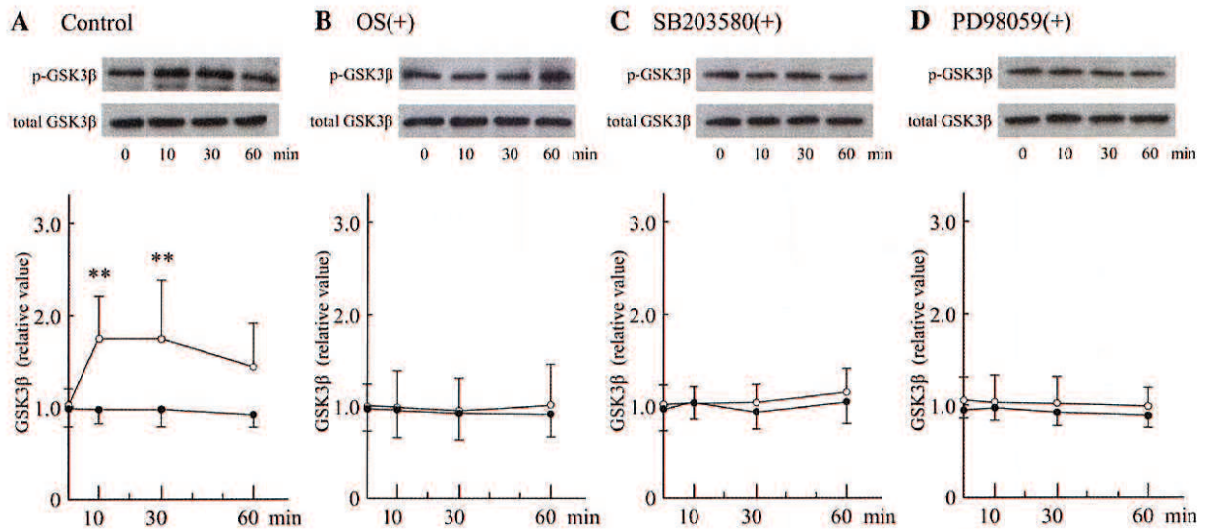 A Control
p-GSK3β
total GSK3β
0 10 30 60 min
GSK3β (relative value)
3.0
2.0
1.0
0
** **
10 30 60 min
B OS(+)
p-GSK3β
total GSK3β
0 10 30 60 min
GSK3β (relative value)
3.0
2.0
1.0
0
10 30 60 min
C SB203580(+)
p-GSK3β
total GSK3β
0 10 30 60 min
GSK3β (relative value)
3.0
2.0
1.0
0
10 30 60 min
D PD98059(+)
p-GSK3β
total GSK3β
0 10 30 60 min
GSK3β (relative value)
3.0
2.0
1.0
0
10 30 60 min